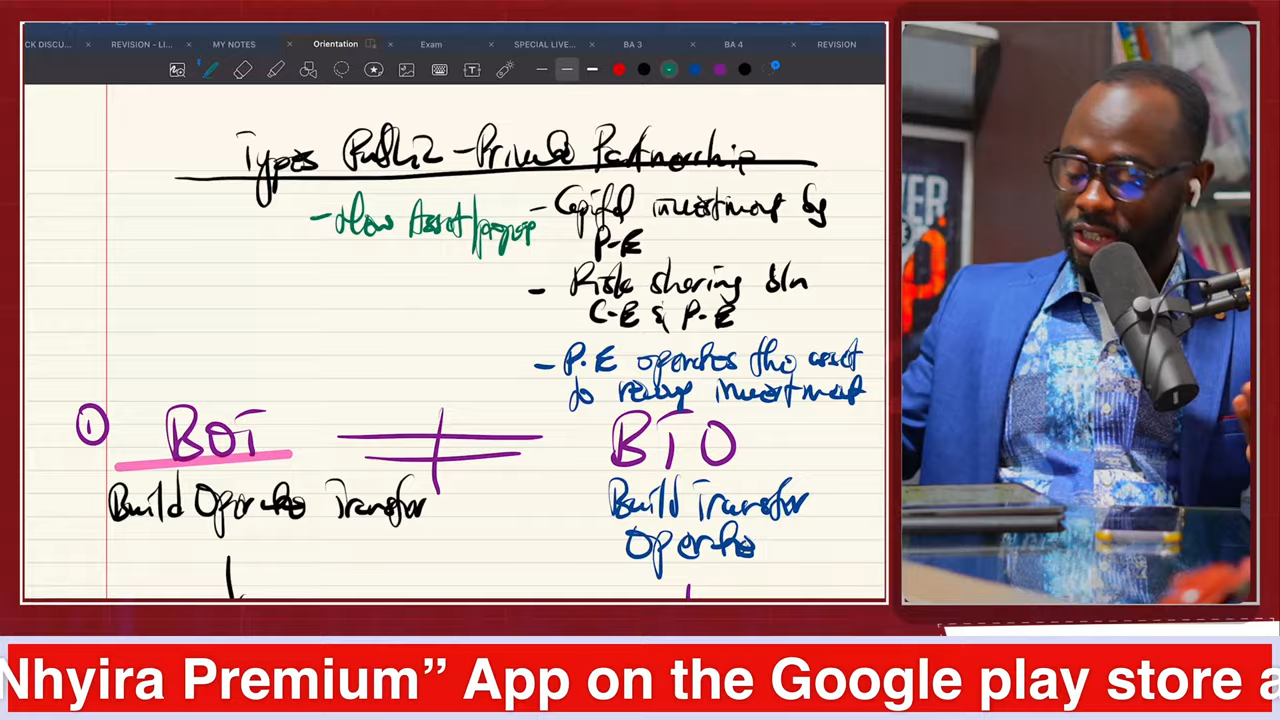 CK DISCU...
REVISION - LI...
MY NOTES
Orientation
Exam
SPECIAL LIVE...
BA 3
BA 4
REVISION
Types Public-Private Partnership
- New Asset/
- Capital investment by
P-E
- Risk sharing b/n
C-E & P-E
- P.E operates the asset
to investment
① BOT
BTO
Build Operate Transfer
Build Transfer
Operate
Nhyira Premium” App on the Google play store a